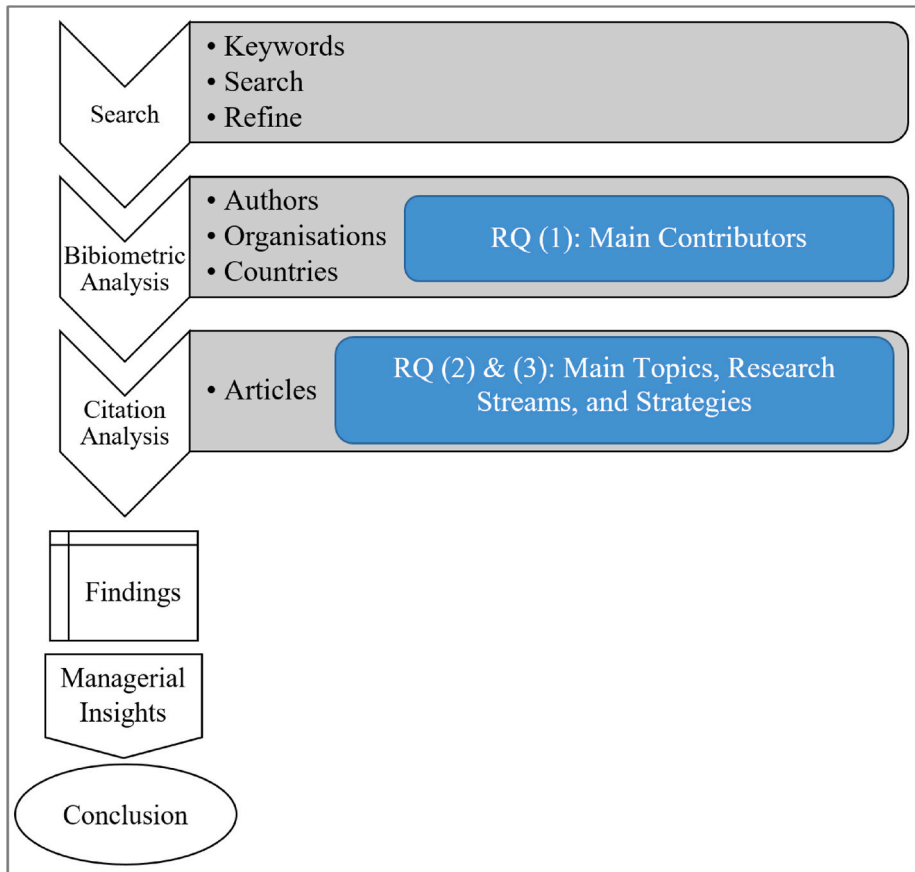 • Keywords
• Search
• Refine
Search
• Authors
• Organisations
• Countries
RQ (1): Main Contributors
Bibiometric
Analysis
• Articles
RQ (2) & (3): Main Topics, Research
Streams, and Strategies
Citation
Analysis
Findings
Managerial
Insights
Conclusion